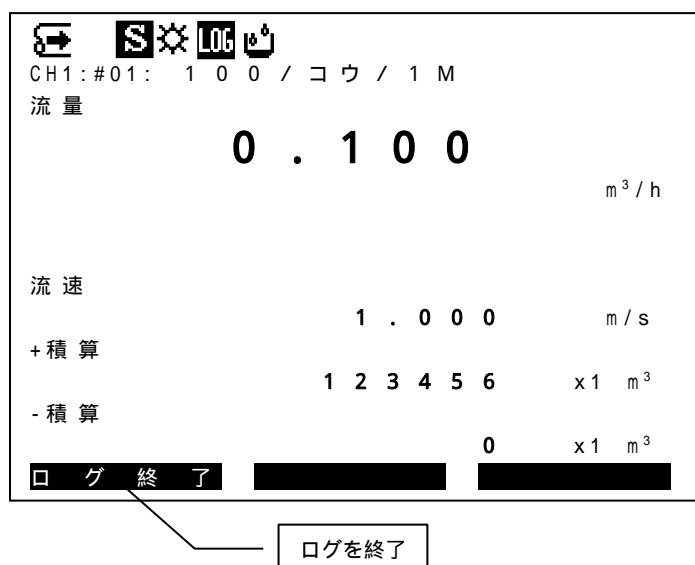 S LOG
CH1:#01: 100/コウ/1M
流量
0.100
m³/h
流速
1.000 m/s
+積算
123456 x1 m³
-積算
0 x1 m³
ログ終了
ログを終了